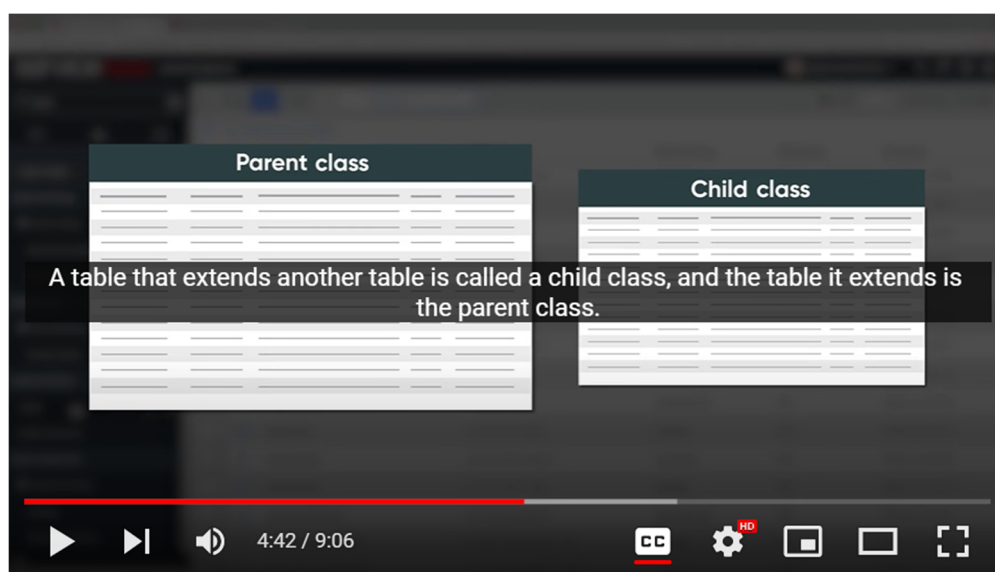 Parent class
Child class
A table that extends another table is called a child class, and the table it extends is
the parent class.
4:42 / 9:06
CC
HD